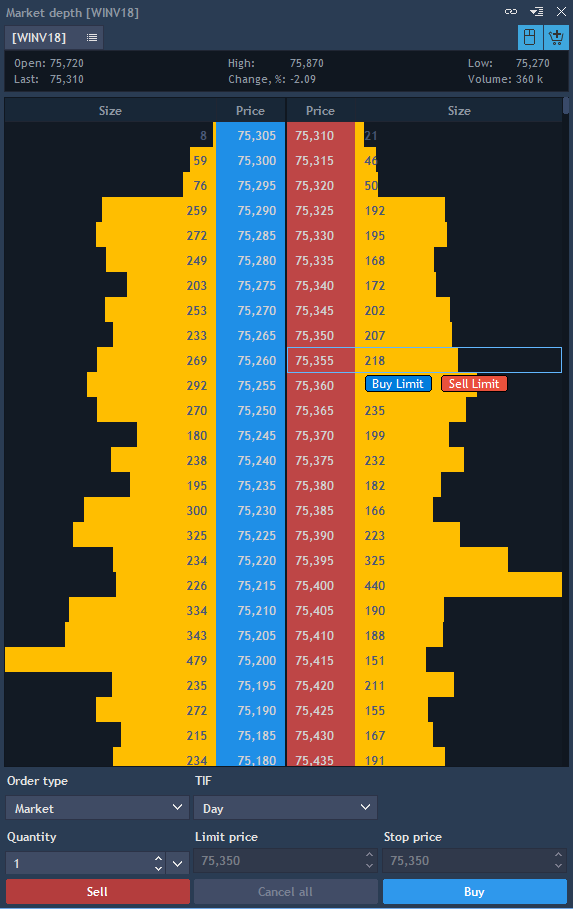 Market depth [WINV18]
[WINV18]
Open: 75,720 High: 75,870 Low: 75,270
Last: 75,310 Change, %: -2.09 Volume: 360 k
Size Price Price Size
8 75,305 75,310 21
59 75,300 75,315 46
76 75,295 75,320 50
259 75,290 75,325 192
272 75,285 75,330 195
249 75,280 75,335 168
203 75,275 75,340 172
253 75,270 75,345 202
233 75,265 75,350 207
269 75,260 75,355 218
292 75,255 75,360 Buy Limit Sell Limit
270 75,250 75,365 235
180 75,245 75,370 199
238 75,240 75,375 232
195 75,235 75,380 182
300 75,230 75,385 166
325 75,225 75,390 223
234 75,220 75,395 325
226 75,215 75,400 440
334 75,210 75,405 190
343 75,205 75,410 188
479 75,200 75,415 151
235 75,195 75,420 211
272 75,190 75,425 155
215 75,185 75,430 167
234 75,180 75,435 191
Order type TIF
Market Day
Quantity Limit price Stop price
1 75,350 75,350
Sell Cancel all Buy